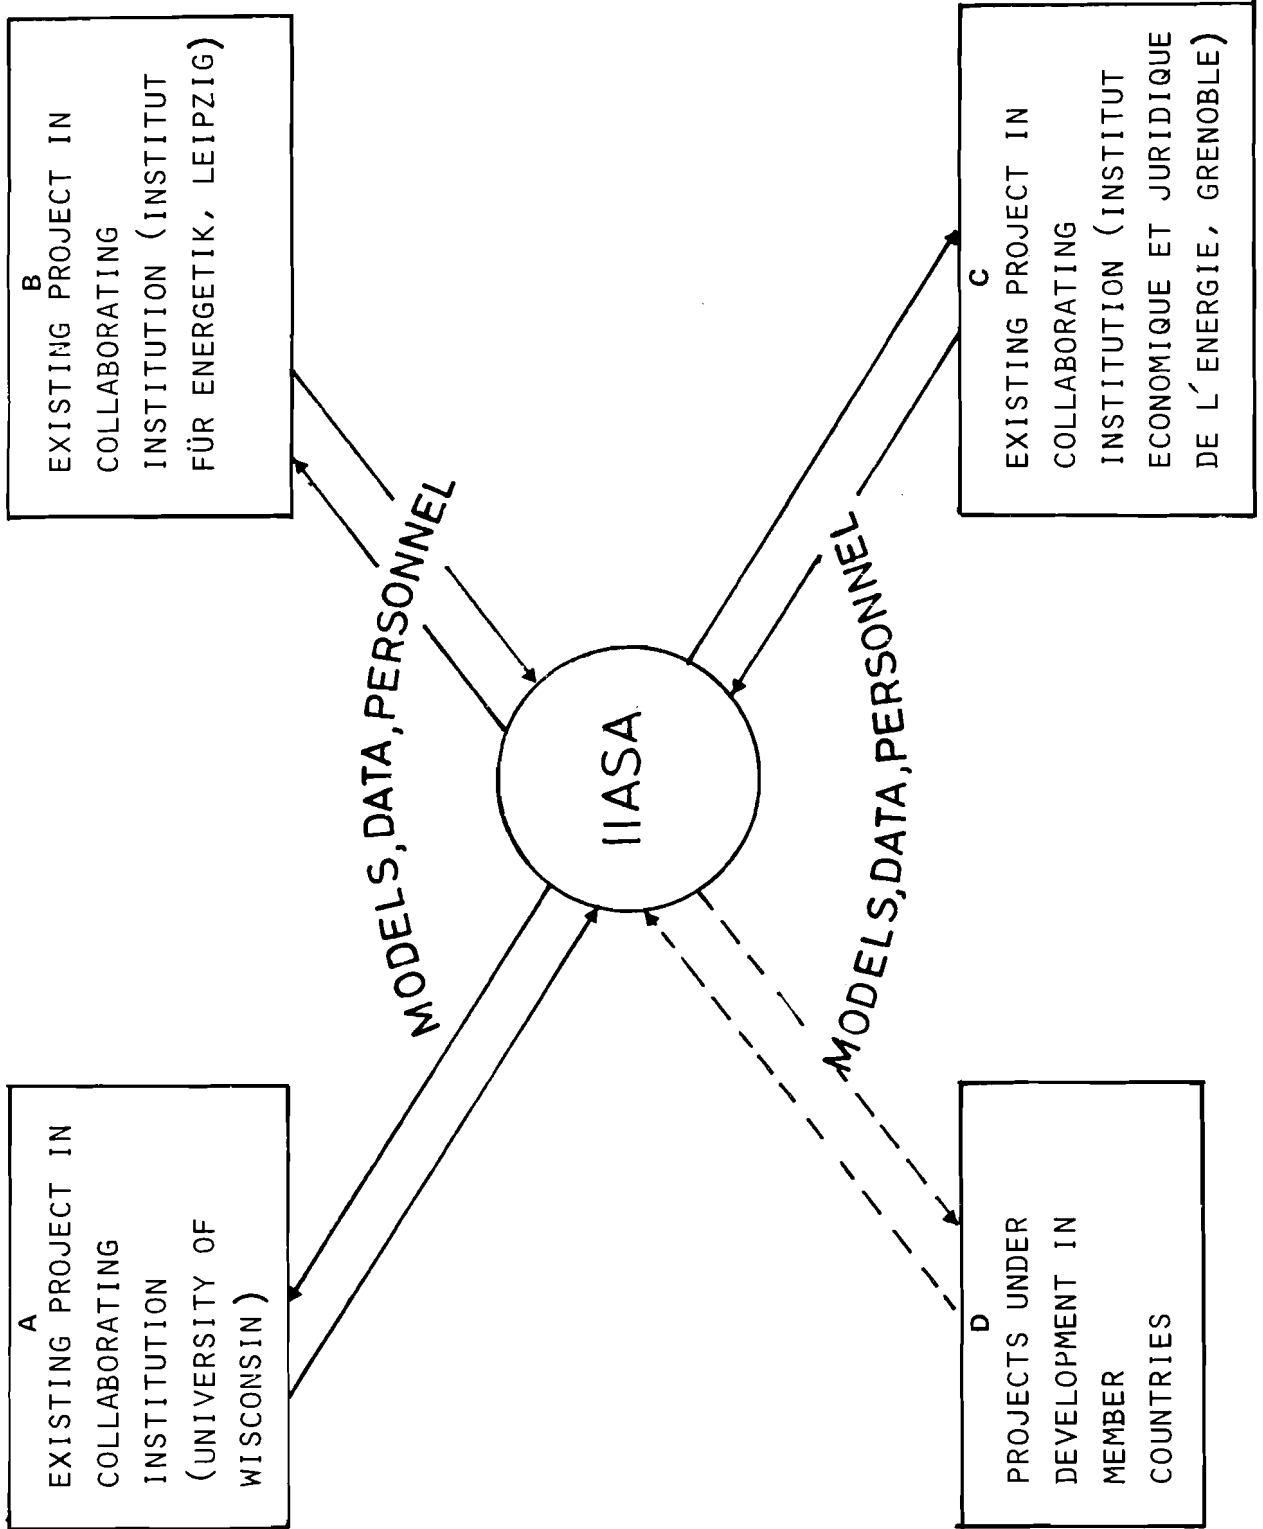 A
EXISTING PROJECT IN
COLLABORATING
INSTITUTION
(UNIVERSITY OF
WISCONSIN)
B
EXISTING PROJECT IN
COLLABORATING
INSTITUTION (INSTITUT
FÜR ENERGETIK, LEIPZIG)
MODELS,DATA,PERSONNEL
IIASA
MODELS,DATA,PERSONNEL
D
PROJECTS UNDER
DEVELOPMENT IN
MEMBER
COUNTRIES
C
EXISTING PROJECT IN
COLLABORATING
INSTITUTION (INSTITUT
ECONOMIQUE ET JURIDIQUE
DE L´ENERGIE, GRENOBLE)